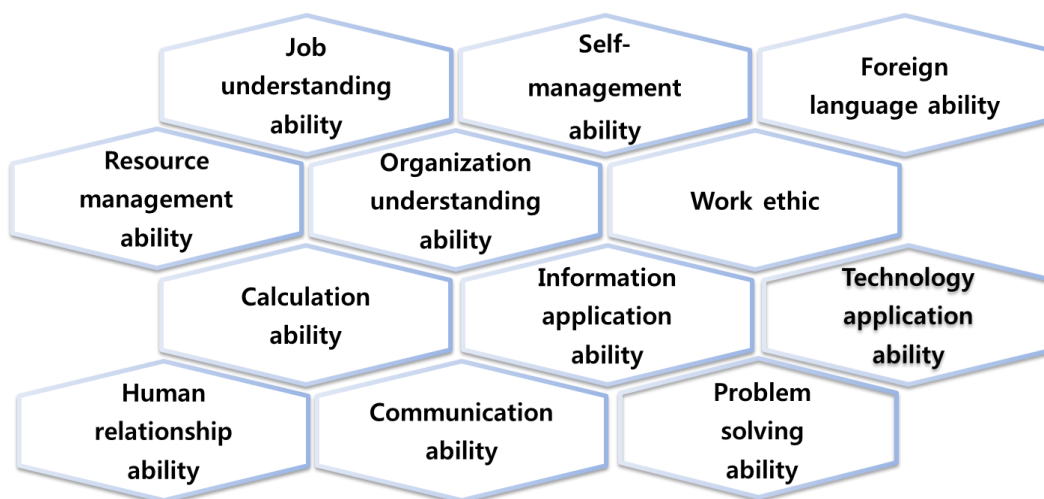 Job
understanding
ability
Self-
management
ability
Foreign
language ability
Resource
management
ability
Organization
understanding
ability
Work ethic
Calculation
ability
Information
application
ability
Technology
application
ability
Human
relationship
ability
Communication
ability
Problem
solving
ability